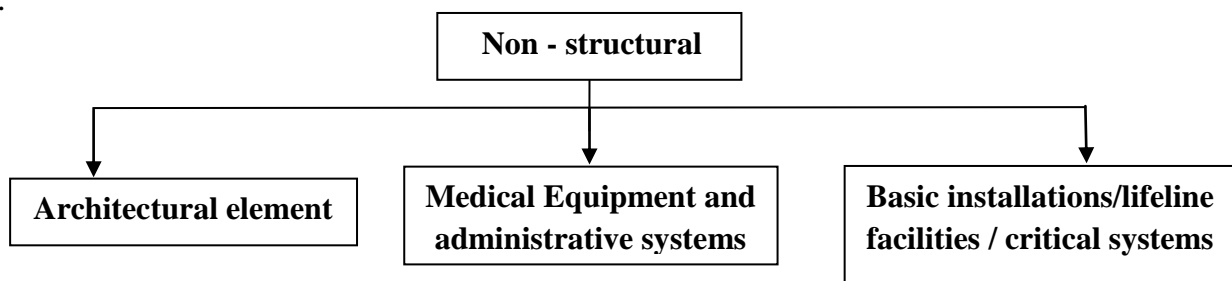 .
Non - structural
Architectural element
Medical Equipment and
administrative systems
Basic installations/lifeline
facilities / critical systems